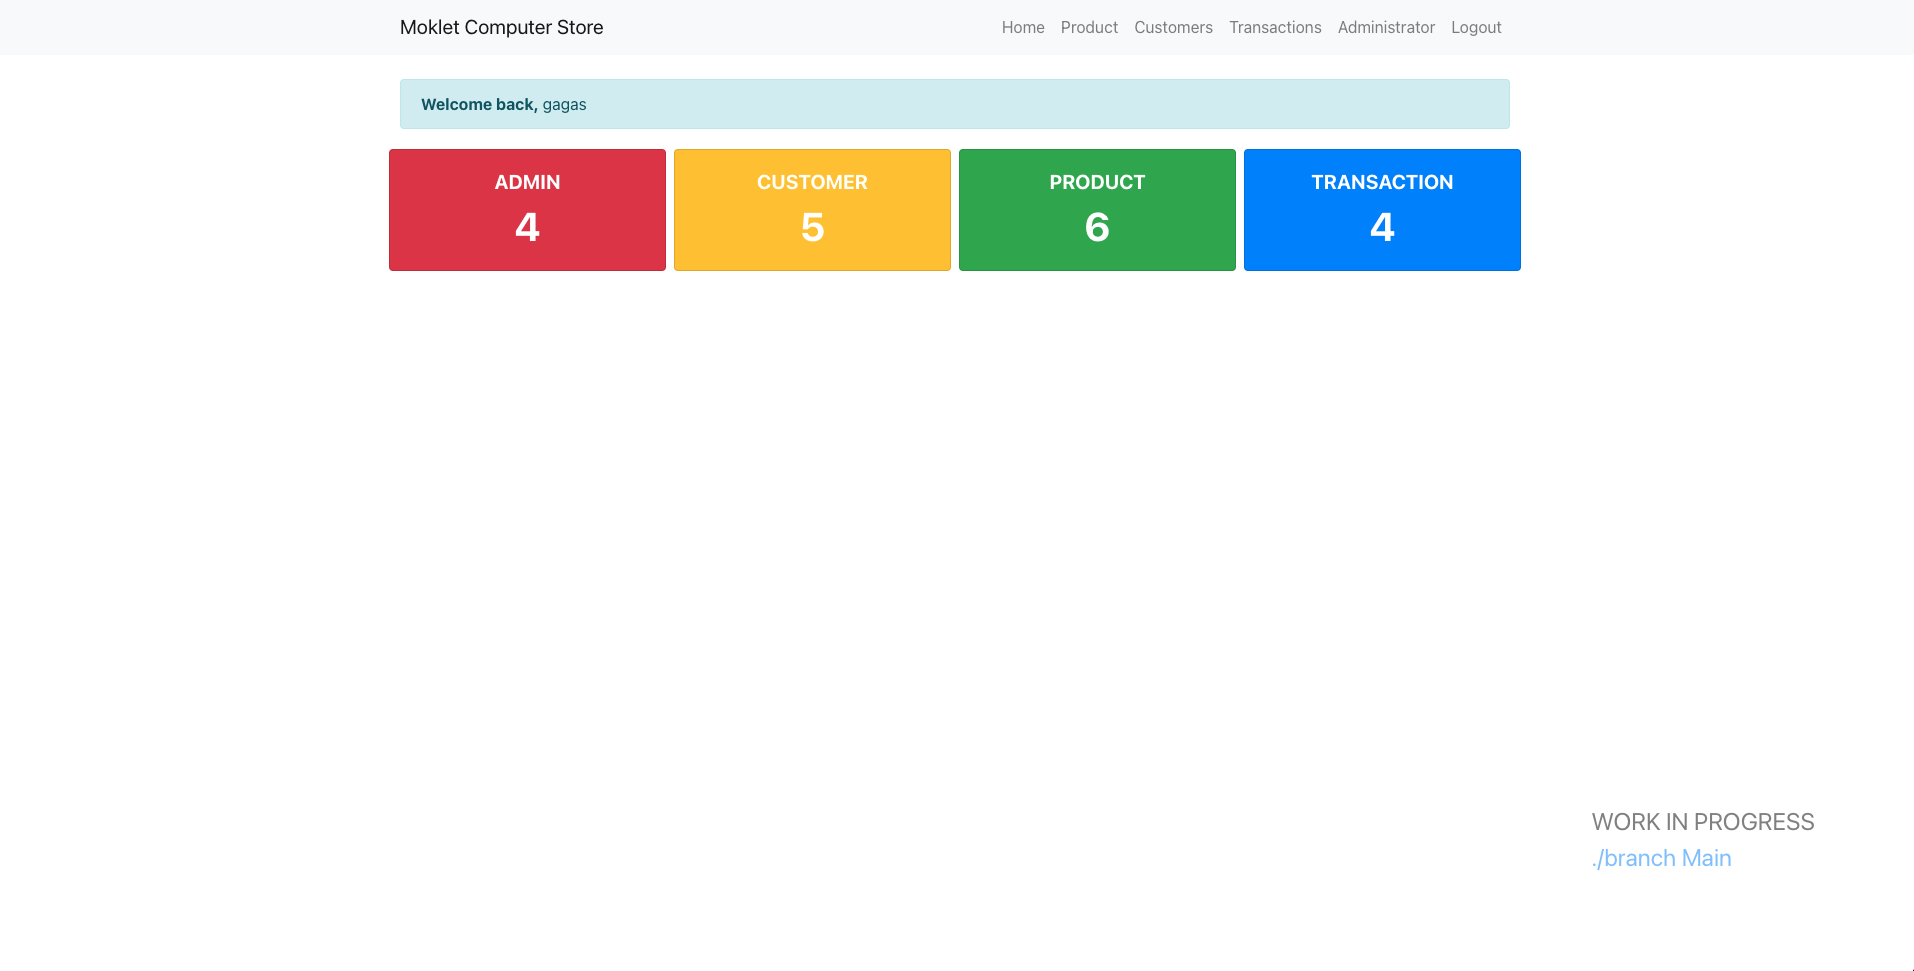 Moklet Computer Store Home Product Customers Transactions Administrator Logout
Welcome back, gagas
ADMIN CUSTOMER PRODUCT TRANSACTION
4 5 6 4
WORK IN PROGRESS
./branch Main